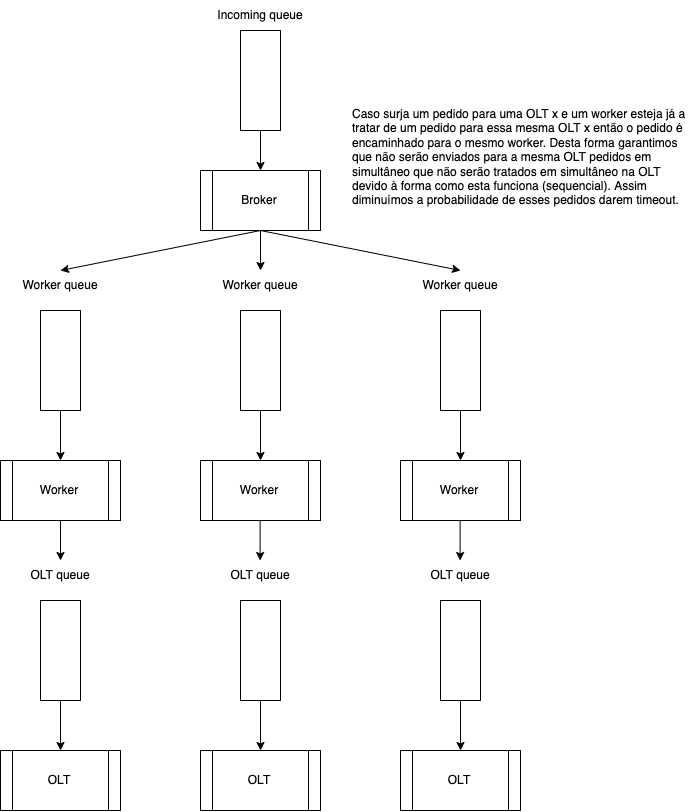 Incoming queue
Caso surja um pedido para uma OLT x e um worker esteja já a
tratar de um pedido para essa mesma OLT x então o pedido é
encaminhado para o mesmo worker. Desta forma garantimos
que não serão enviados para a mesma OLT pedidos em
simultâneo que não serão tratados em simultâneo na OLT
devido à forma como esta funciona (sequencial). Assim
diminuímos a probabilidade de esses pedidos darem timeout.
Broker
Worker queue
Worker queue
Worker queue
Worker
Worker
Worker
OLT queue
OLT queue
OLT queue
OLT
OLT
OLT